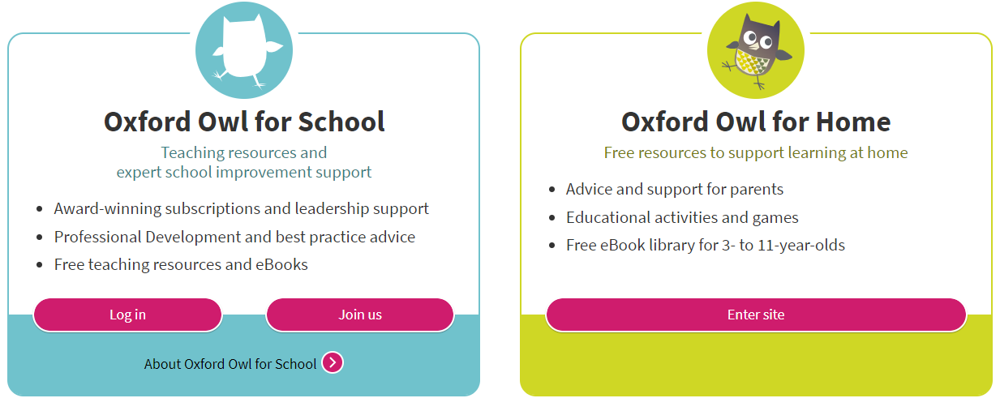 Oxford Owl for School
Teaching resources and
expert school improvement support
Award-winning subscriptions and leadership support
Professional Development and best practice advice
Free teaching resources and eBooks
Log in
Join us
About Oxford Owl for School
Oxford Owl for Home
Free resources to support learning at home
Advice and support for parents
Educational activities and games
Free eBook library for 3- to 11-year-olds
Enter site